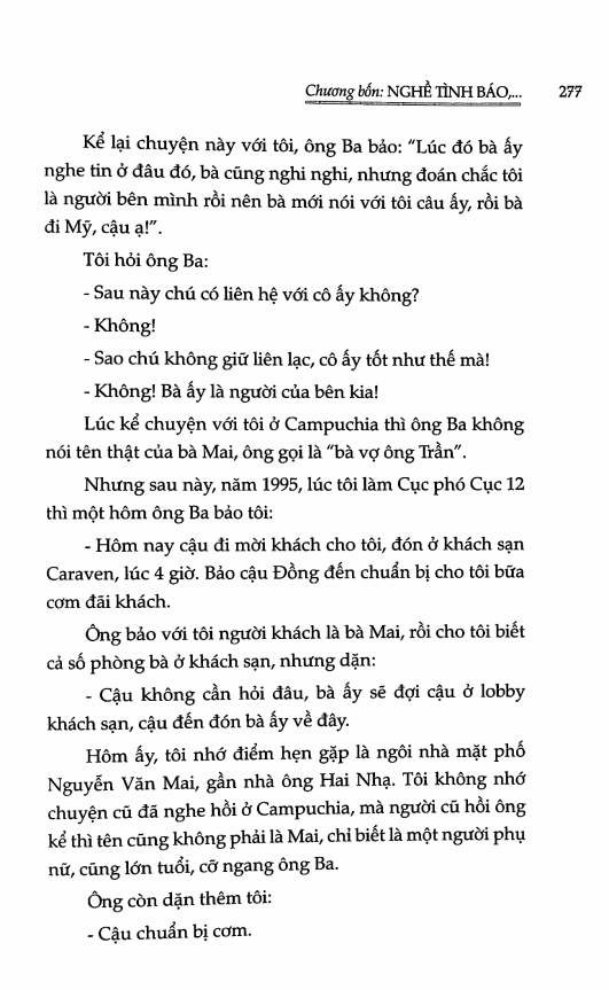 Chương bốn: NGHỀ TÌNH BÁO,... 277
Kể lại chuyện này với tôi, ông Ba bảo: "Lúc đó bà ấy
nghe tin ở đâu đó, bà cũng nghi nghi, nhưng đoán chắc tôi
là người bên mình rồi nên bà mới nói với tôi câu ấy, rồi bà
đi Mỹ, cậu ạ!".
Tôi hỏi ông Ba:
- Sau này chú có liên hệ với cô ấy không?
- Không!
- Sao chú không giữ liên lạc, cô ấy tốt như thế mà!
- Không! Bà ấy là người của bên kia!
Lúc kể chuyện với tôi ở Campuchia thì ông Ba không
nói tên thật của bà Mai, ông gọi là "bà vợ ông Trần".
Nhưng sau này, năm 1995, lúc tôi làm Cục phó Cục 12
thì một hôm ông Ba bảo tôi:
- Hôm nay cậu đi mời khách cho tôi, đón ở khách sạn
Caraven, lúc 4 giờ. Bảo cậu Đồng đến chuẩn bị cho tôi bữa
cơm đãi khách.
Ông bảo với tôi người khách là bà Mai, rồi cho tôi biết
cả số phòng bà ở khách sạn, nhưng dặn:
- Cậu không cần hỏi đâu, bà ấy sẽ đợi cậu ở lobby
khách sạn, cậu đến đón bà ấy về đây.
Hôm ấy, tôi nhớ điểm hẹn gặp là ngôi nhà mặt phố
Nguyễn Văn Mai, gần nhà ông Hai Nhạ. Tôi không nhớ
chuyện cũ đã nghe hồi ở Campuchia, mà người cũ hồi ông
kể thì tên cũng không phải là Mai, chỉ biết là một người phụ
nữ, cũng lớn tuổi, cỡ ngang ông Ba.
Ông còn dặn thêm tôi:
- Cậu chuẩn bị cơm.